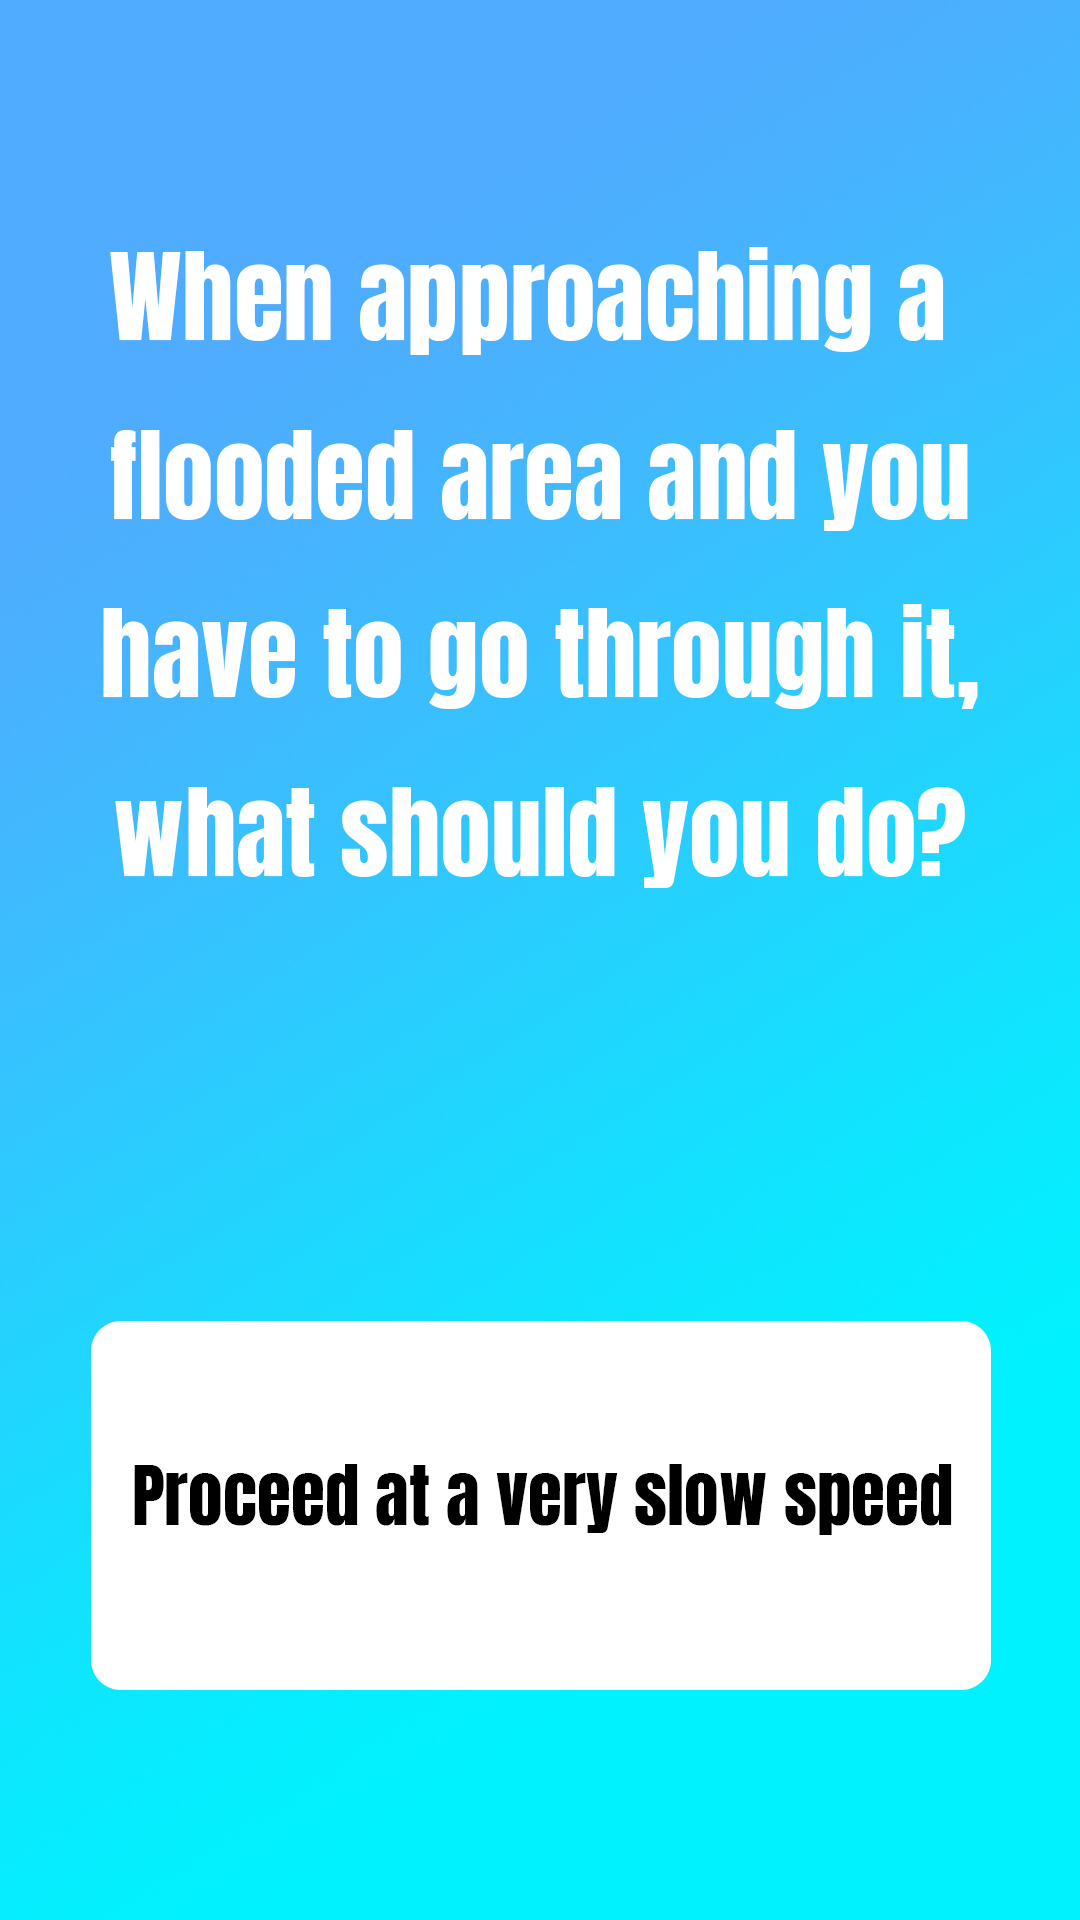 When approaching a
flooded area and you
have to go through it,
what should you do?
Proceed at a very slow speed